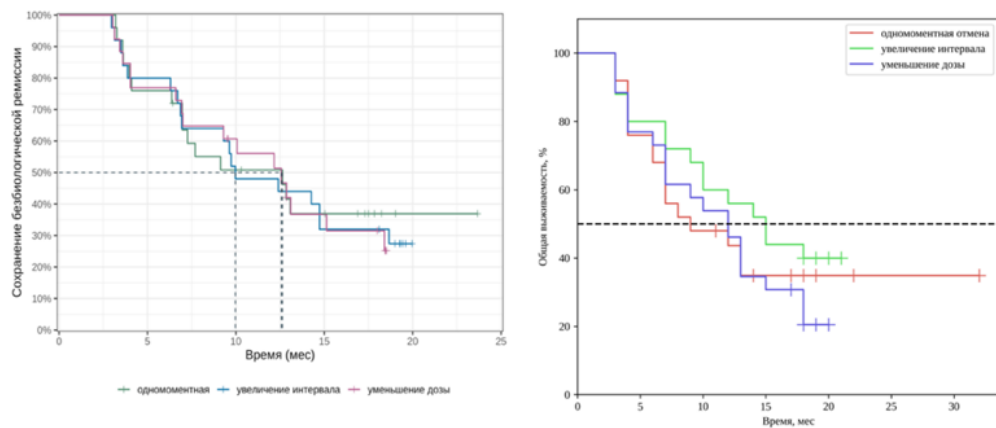 100%
90%
80%
70%
60%
50%
40%
30%
20%
10%
0%
Сохранение безбиологической ремиссии
0 5 10 15 20 25
Время (мес)
одномоментная увеличение интервала уменьшение дозы
одномоментная отмена
увеличение интервала
уменьшение дозы
100
80
60
40
20
0
Общая выживаемость, %
0 5 10 15 20 25 30
Время, мес